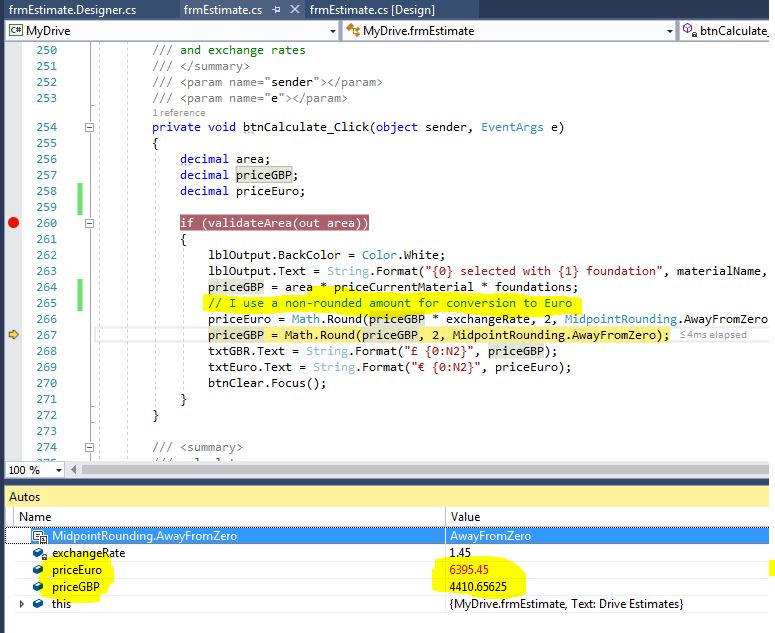 frmEstimate.Designer.cs frmEstimate.cs frmEstimate.cs [Design]
C# MyDrive MyDrive.frmEstimate btnCalculate_
250 /// and exchange rates
251 /// </summary>
252 /// <param name="sender"></param>
253 /// <param name="e"></param>
1 reference
254 private void btnCalculate_Click(object sender, EventArgs e)
255 {
256 decimal area;
257 decimal priceGBP;
258 decimal priceEuro;
259
260 if (validateArea(out area))
261 {
262 lblOutput.BackColor = Color.White;
263 lblOutput.Text = String.Format("{0} selected with {1} foundation", materialName,
264 priceGBP = area * priceCurrentMaterial * foundations;
265 // I use a non-rounded amount for conversion to Euro
266 priceEuro = Math.Round(priceGBP * exchangeRate, 2, MidpointRounding.AwayFromZero
267 priceGBP = Math.Round(priceGBP, 2, MidpointRounding.AwayFromZero); ≤4ms elapsed
268 txtGBR.Text = String.Format("£ {0:N2}", priceGBP);
269 txtEuro.Text = String.Format("€ {0:N2}", priceEuro);
270 btnClear.Focus();
271 }
272 }
273
274 /// <summary>
100 %
Autos
Name Value
MidpointRounding.AwayFromZero AwayFromZero
exchangeRate 1.45
priceEuro 6395.45
priceGBP 4410.65625
this {MyDrive.frmEstimate, Text: Drive Estimates}